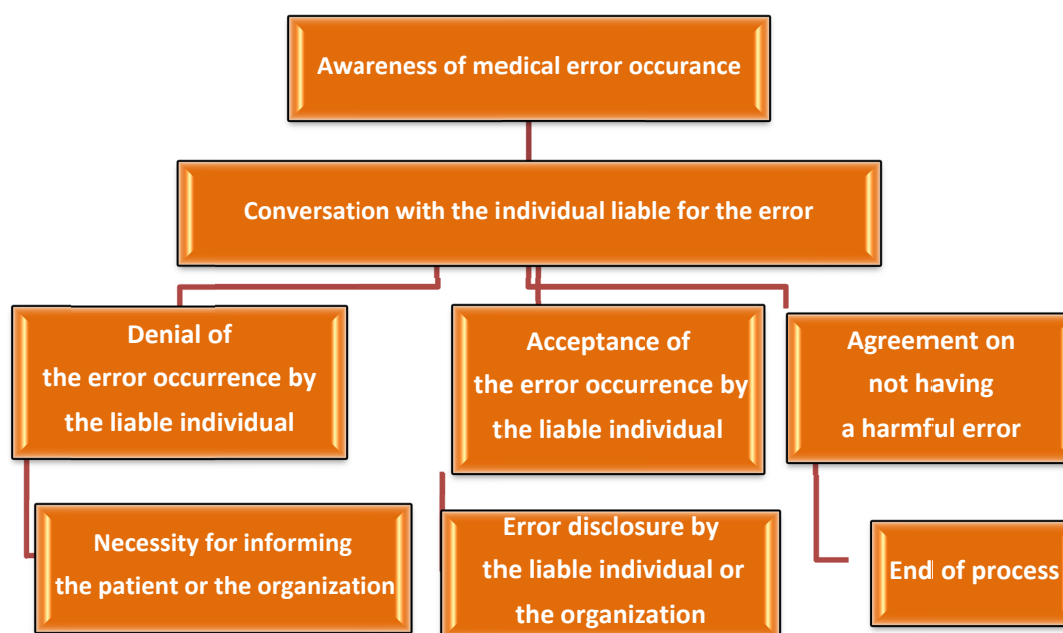 Awareness of medical error occurance
Conversation with the individual liable for the error
Denial of
the error occurrence by
the liable individual
Acceptance of
the error occurrence by
the liable individual
Agreement on
not having
a harmful error
Necessity for informing
the patient or the organization
Error disclosure by
the liable individual or
the organization
End of process